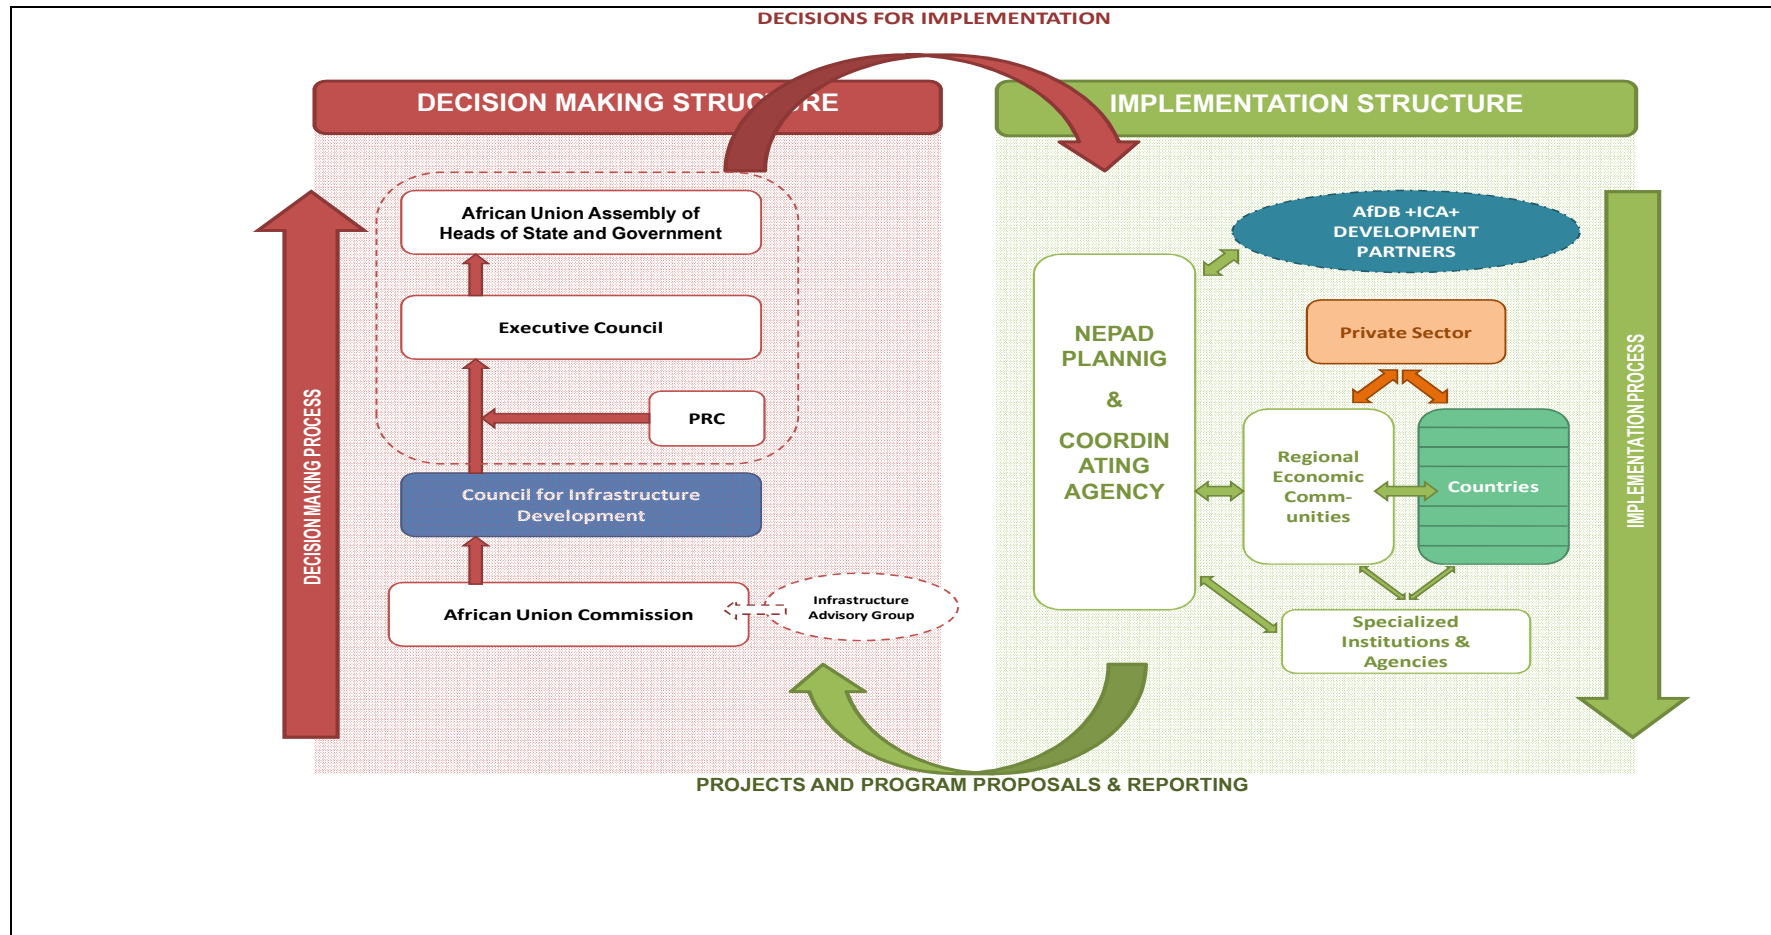 DECISIONS FOR IMPLEMENTATION
DECISION MAKING STRUCTURE
IMPLEMENTATION STRUCTURE
African Union Assembly of
Heads of State and Government
Executive Council
PRC
Council for Infrastructure
Development
African Union Commission
Infrastructure
Advisory Group
DECISION MAKING PROCESS
AfDB +ICA+
DEVELOPMENT
PARTNERS
NEPAD
PLANNIG
&
COORDIN
ATING
AGENCY
Private Sector
Regional
Economic
Comm-
unities
Countries
Specialized
Institutions &
Agencies
IMPLEMENTATION PROCESS
PROJECTS AND PROGRAM PROPOSALS & REPORTING